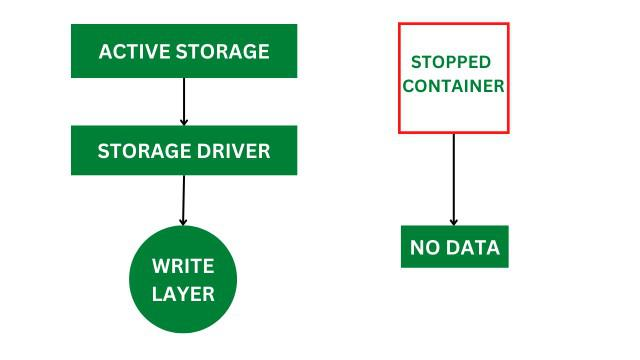 ACTIVE STORAGE
STORAGE DRIVER
WRITE
LAYER
STOPPED
CONTAINER
NO DATA